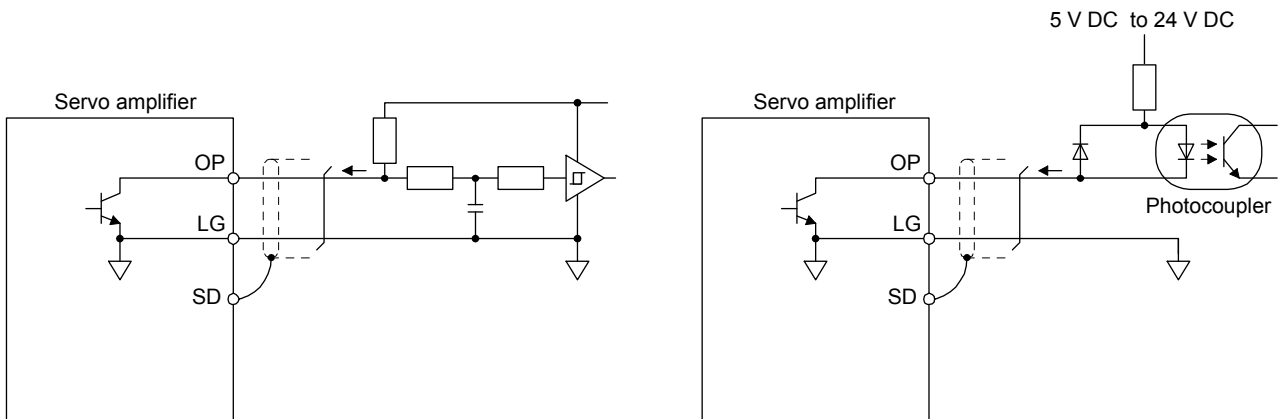 Servo amplifier
OP
LG
SD
5 V DC to 24 V DC
Servo amplifier
OP
LG
SD
Photocoupler